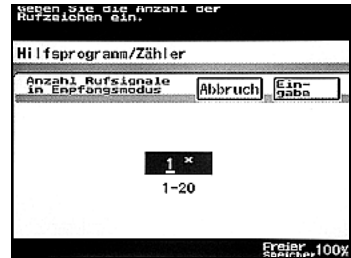 Geben Sie die Anzahl der
Rufzeichen ein.
Hilfsprogramm/Zähler
Anzahl Rufsignale
in Empfangsmodus
Abbruch
Ein-
gabe
1 ×
1-20
Freier
Speicher 100%